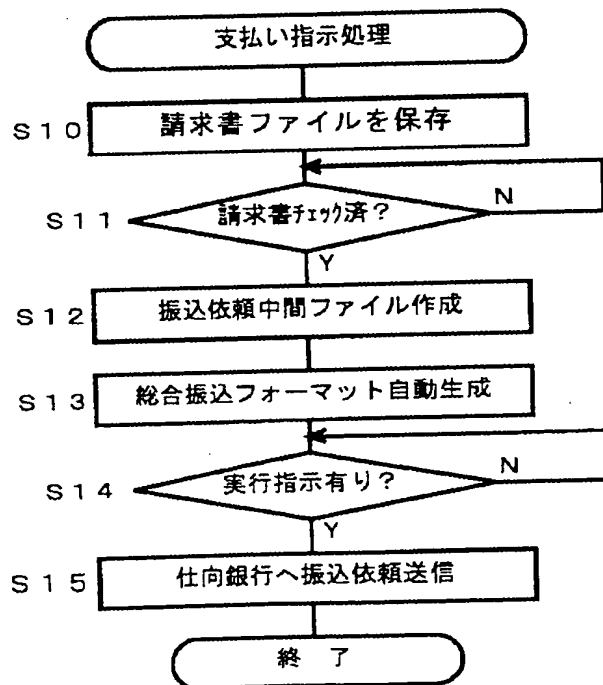 支払い指示処理
S10 請求書ファイルを保存
S11 請求書ﾁｪｯｸ済？ N
Y
S12 振込依頼中間ファイル作成
S13 総合振込フォーマット自動生成
S14 実行指示有り？ N
Y
S15 仕向銀行へ振込依頼送信
終 了